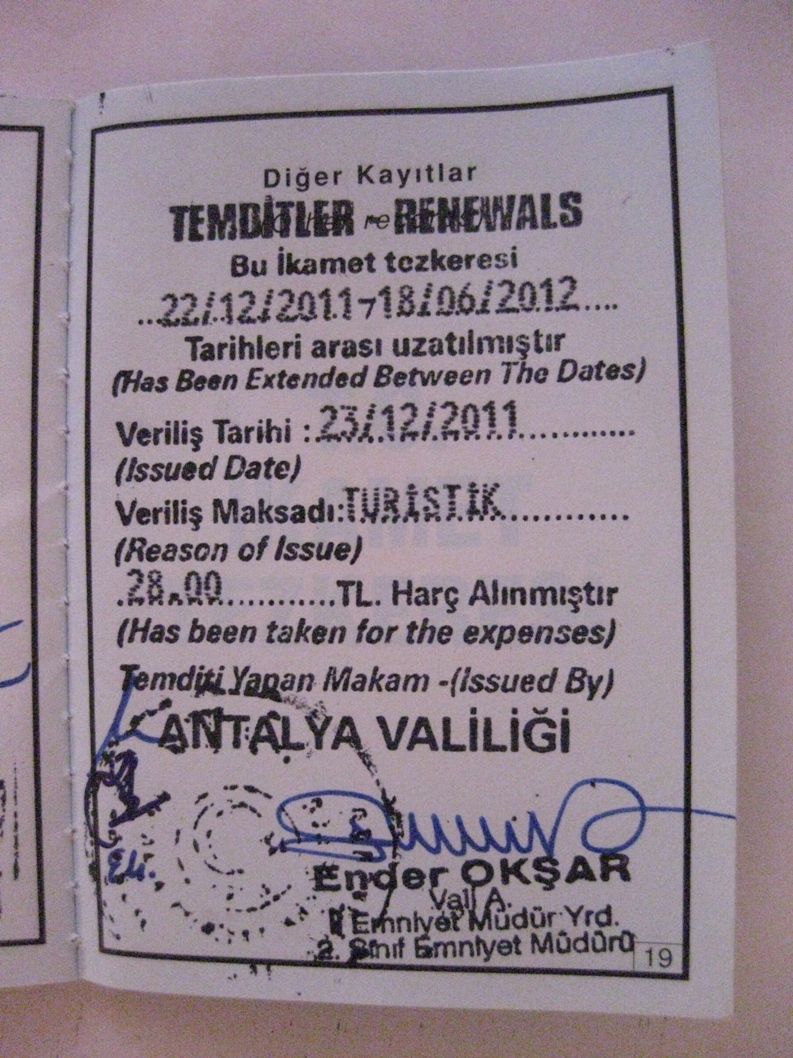 Diğer Kayıtlar
TEMDİTLER - RENEWALS
Bu İkamet tezkeresi
...22/12/2011-18/06/2012....
Tarihleri arası uzatılmıştır
(Has Been Extended Between The Dates)
Veriliş Tarihi :.23/12/2011............
(Issued Date)
Veriliş Maksadı:TURİSTİK............
(Reason of Issue)
.28.00...........TL. Harç Alınmıştır
(Has been taken for the expenses)
Temditi Yapan Makam -(Issued By)
ANTALYA VALİLİĞİ
Ender OKŞAR
Vali A.
Emniyet Müdür Yrd.
2. Sınıf Emniyet Müdürü
19